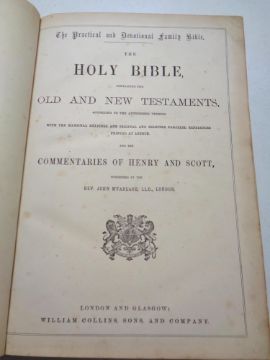 The Practical and Devotional Family Bible.
THE
HOLY BIBLE,
CONTAINING THE
OLD AND NEW TESTAMENTS,
ACCORDING TO THE AUTHORIZED VERSION;
WITH THE MARGINAL READINGS AND ORIGINAL AND SELECTED PARALLEL REFERENCES
PRINTED AT LENGTH.
AND THE
COMMENTARIES OF HENRY AND SCOTT,
CONDENSED BY THE
REV. JOHN M'FARLANE, LLD., LONDON.
LONDON AND GLASGOW:
WILLIAM COLLINS, SONS, AND COMPANY.